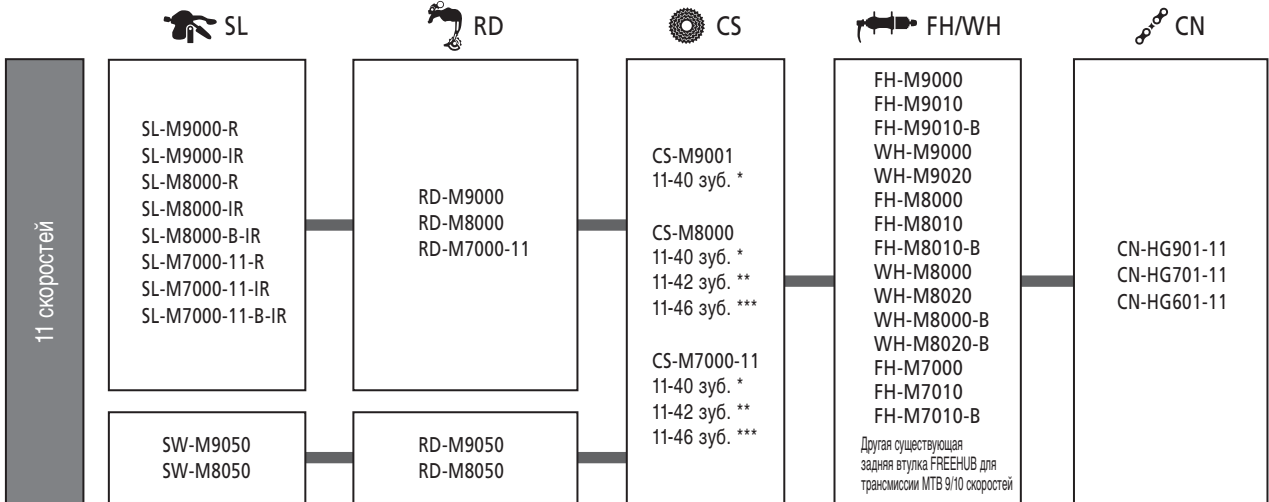 SL
RD
CS
FH/WH
CN
11 скоростей
SL-M9000-R
SL-M9000-IR
SL-M8000-R
SL-M8000-IR
SL-M8000-B-IR
SL-M7000-11-R
SL-M7000-11-IR
SL-M7000-11-B-IR
RD-M9000
RD-M8000
RD-M7000-11
SW-M9050
SW-M8050
RD-M9050
RD-M8050
CS-M9001
11-40 зуб. *
CS-M8000
11-40 зуб. *
11-42 зуб. **
11-46 зуб. ***
CS-M7000-11
11-40 зуб. *
11-42 зуб. **
11-46 зуб. ***
FH-M9000
FH-M9010
FH-M9010-B
WH-M9000
WH-M9020
FH-M8000
FH-M8010
FH-M8010-B
WH-M8000
WH-M8020
WH-M8000-B
WH-M8020-B
FH-M7000
FH-M7010
FH-M7010-B
Другая существующая
задняя втулка FREEHUB для
трансмиссии MTB 9/10 скоростей
CN-HG901-11
CN-HG701-11
CN-HG601-11